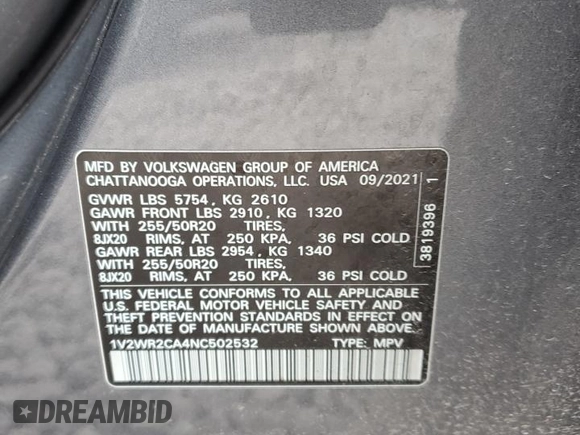 MFD BY VOLKSWAGEN GROUP OF AMERICA
CHATTANOOGA OPERATIONS, LLC. USA 09/2021
GVWR LBS 5754 , KG 2610
GAWR FRONT LBS 2910 , KG 1320
WITH 255/50R20 TIRES,
8JX20 RIMS, AT 250 KPA, 36 PSI COLD
GAWR REAR LBS 2954 , KG 1340
WITH 255/50R20 TIRES,
8JX20 RIMS, AT 250 KPA, 36 PSI COLD
THIS VEHICLE CONFORMS TO ALL APPLICABLE
U.S. FEDERAL MOTOR VEHICLE SAFETY AND
THEFT PREVENTION STANDARDS IN EFFECT ON
DATE OF MANUFACTURE SHOWN ABOVE.
1V2WR2CA4NC502532 TYPE: MPV
3819396 1
DREAMBID